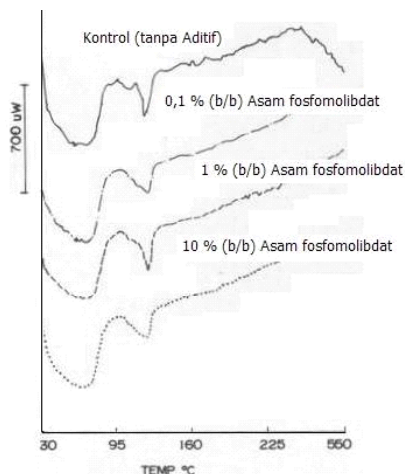 Kontrol (tanpa Aditif)
0,1 % (b/b) Asam fosfomolibdat
700 uW
1 % (b/b) Asam fosfomolibdat
10 % (b/b) Asam fosfomolibdat
30 95 160 225 550
TEMP °C